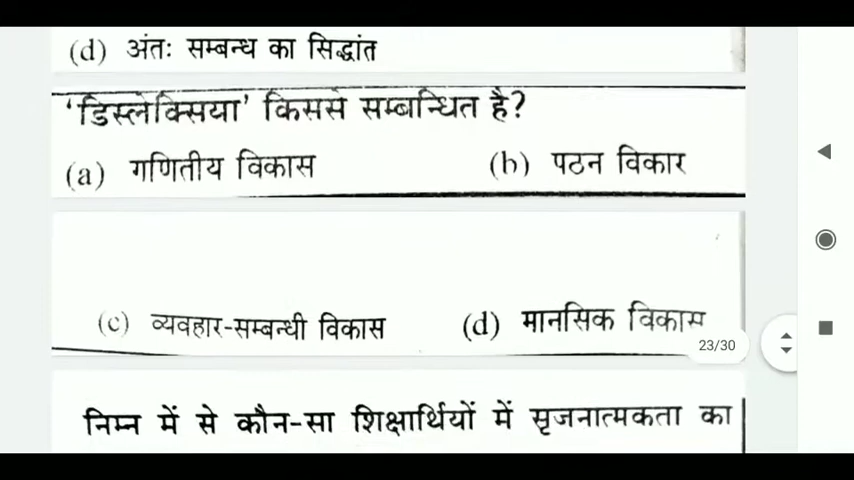 (d) अंतः सम्बन्ध का सिद्धांत
'डिस्लेक्सिया' किससे सम्बन्धित है?
(a) गणितीय विकास (b) पठन विकार
(c) व्यवहार-सम्बन्धी विकास (d) मानसिक विकास
23/30
निम्न में से कौन-सा शिक्षार्थियों में सृजनात्मकता का